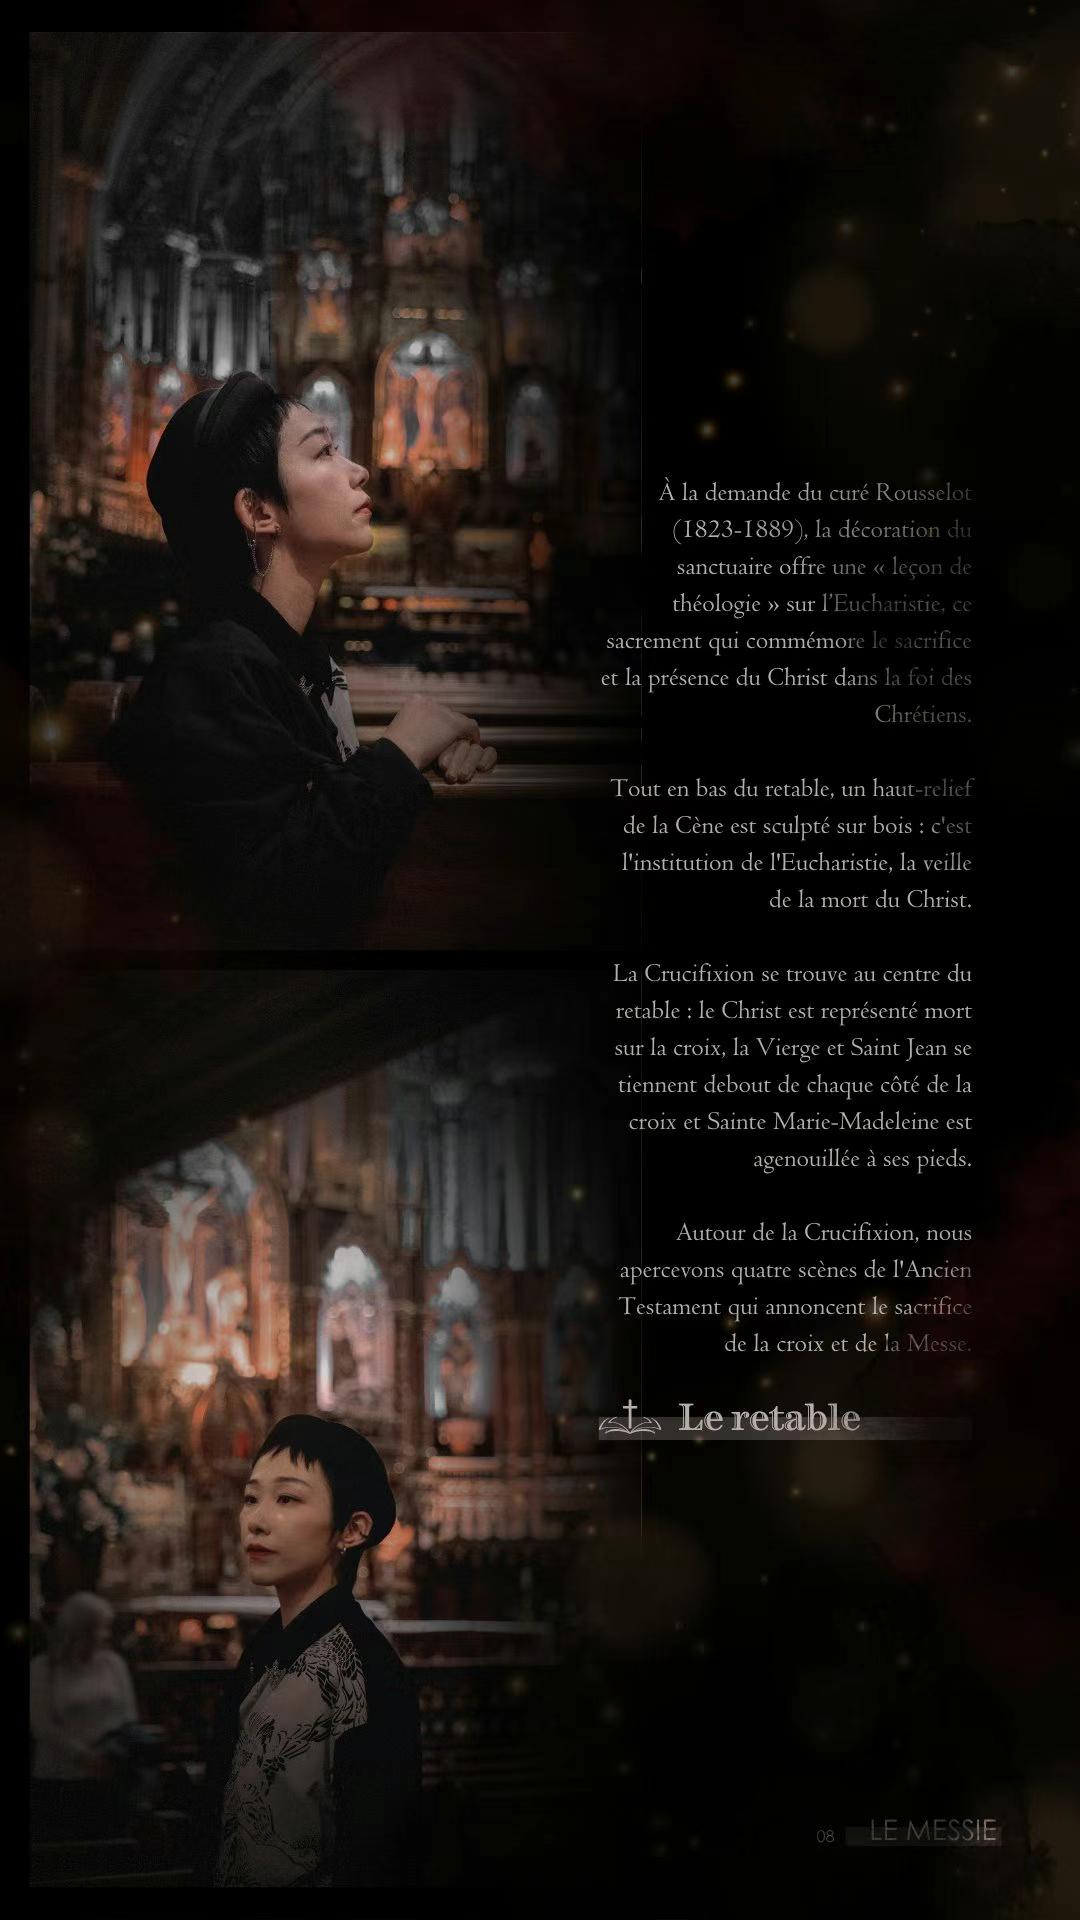 À la demande du curé Rousselot
(1823-1889), la décoration du
sanctuaire offre une « leçon de
théologie » sur l'Eucharistie, ce
sacrement qui commémore le sacrifice
et la présence du Christ dans la foi des
Chrétiens.
Tout en bas du retable, un haut-relief
de la Cène est sculpté sur bois : c'est
l'institution de l'Eucharistie, la veille
de la mort du Christ.
La Crucifixion se trouve au centre du
retable : le Christ est représenté mort
sur la croix, la Vierge et Saint Jean se
tiennent debout de chaque côté de la
croix et Sainte Marie-Madeleine est
agenouillée à ses pieds.
Autour de la Crucifixion, nous
apercevons quatre scènes de l'Ancien
Testament qui annoncent le sacrifice
de la croix et de la Messe.
Le retable
08 LE MESSIE